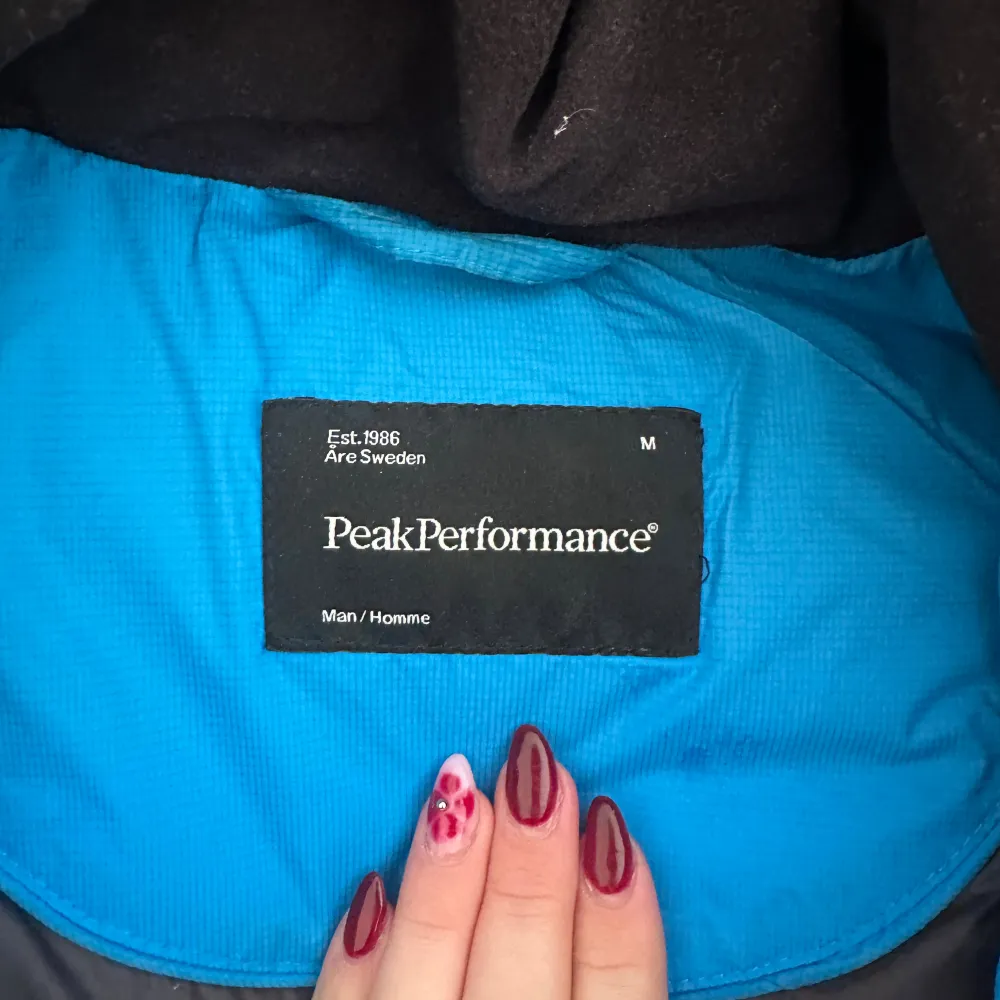 Est.1986
Åre Sweden
M
PeakPerformance®
Man / Homme